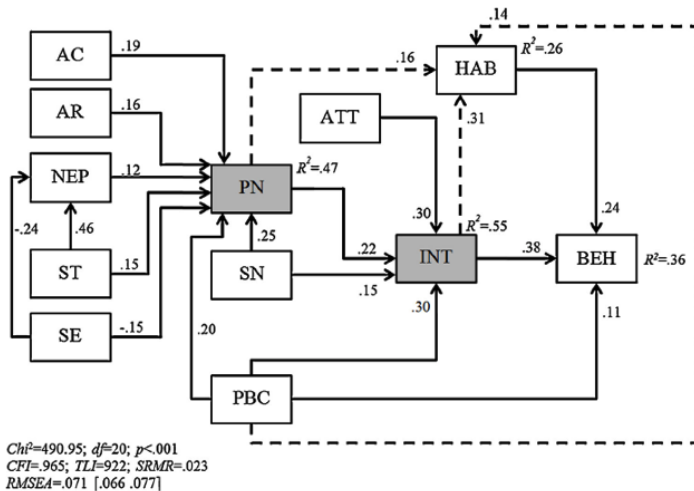 .14
.19
.16
HAB
R²=.26
AC
.16
.31
AR
ATT
NEP
.12
PN
R²=.47
-.24
.46
.30
R²=.55
.24
.25
.22
INT
.38
BEH
R²=.36
ST
.15
SN
.15
.30
.11
SE
-.15
.20
PBC
Chi²=490.95; df=20; p<.001
CFI=.965; TLI=922; SRMR=.023
RMSEA=.071 [.066 .077]